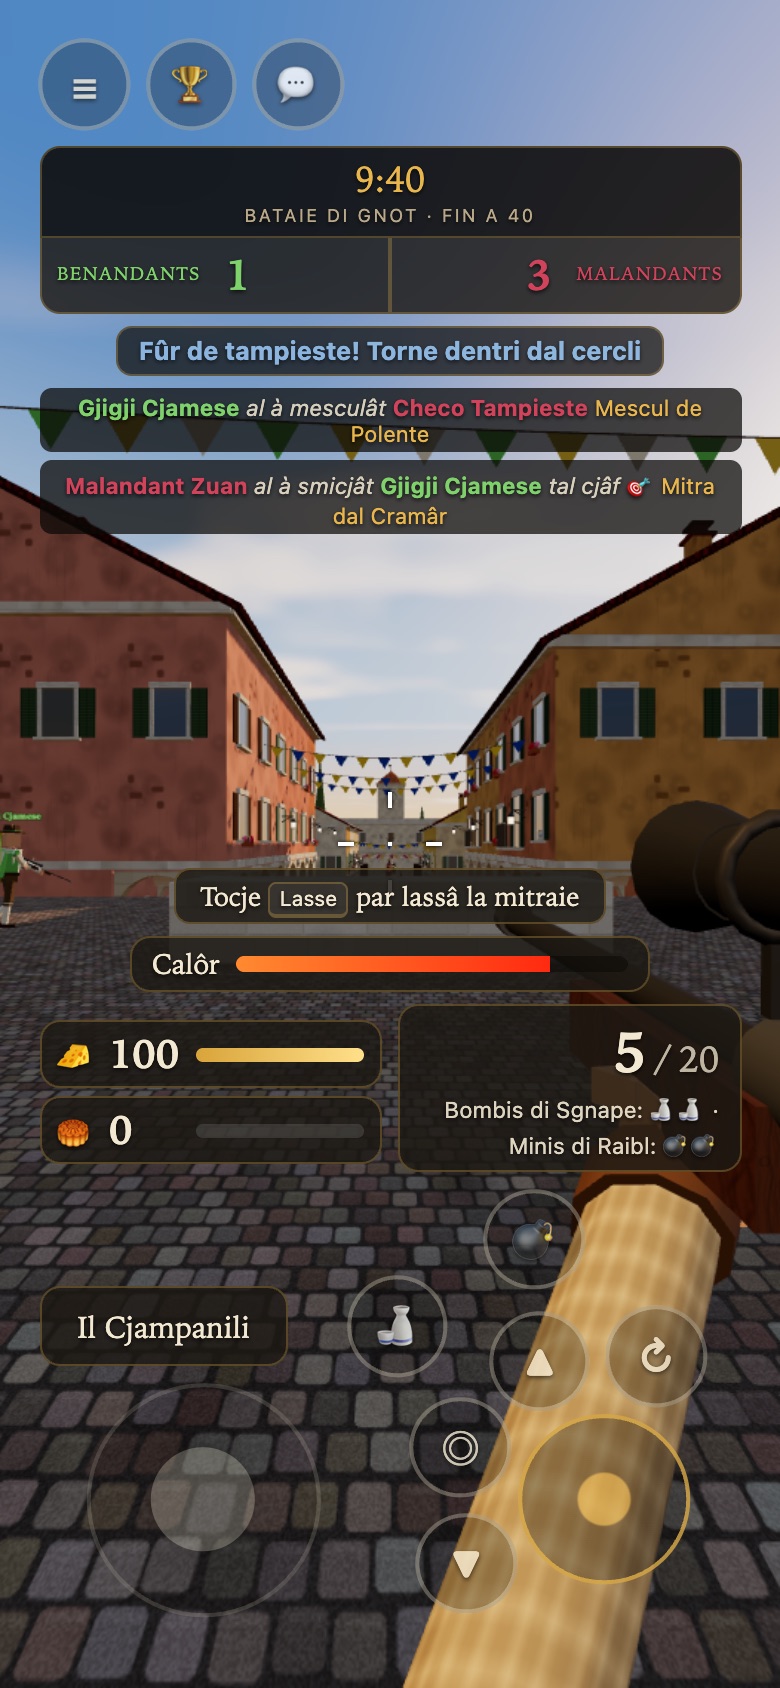 9:40
BATAIE DI GNOT · FIN A 40
BENANDANTS 1
3 MALANDANTS
Fûr de tampieste! Torne dentri dal cercli
Gjigji Cjamese al à mesculât Checo Tampieste Mescul de
Polente
Malandant Zuan al à smicjât Gjigji Cjamese tal cjâf 🎯 Mitra
dal Cramâr
Cjamese
Tocje Lasse par lassâ la mitraie
Calôr
100
0
5 / 20
Bombis di Sgnape: 🍶🍶 ·
Minis di Raibl: 💣💣
Il Cjampanili